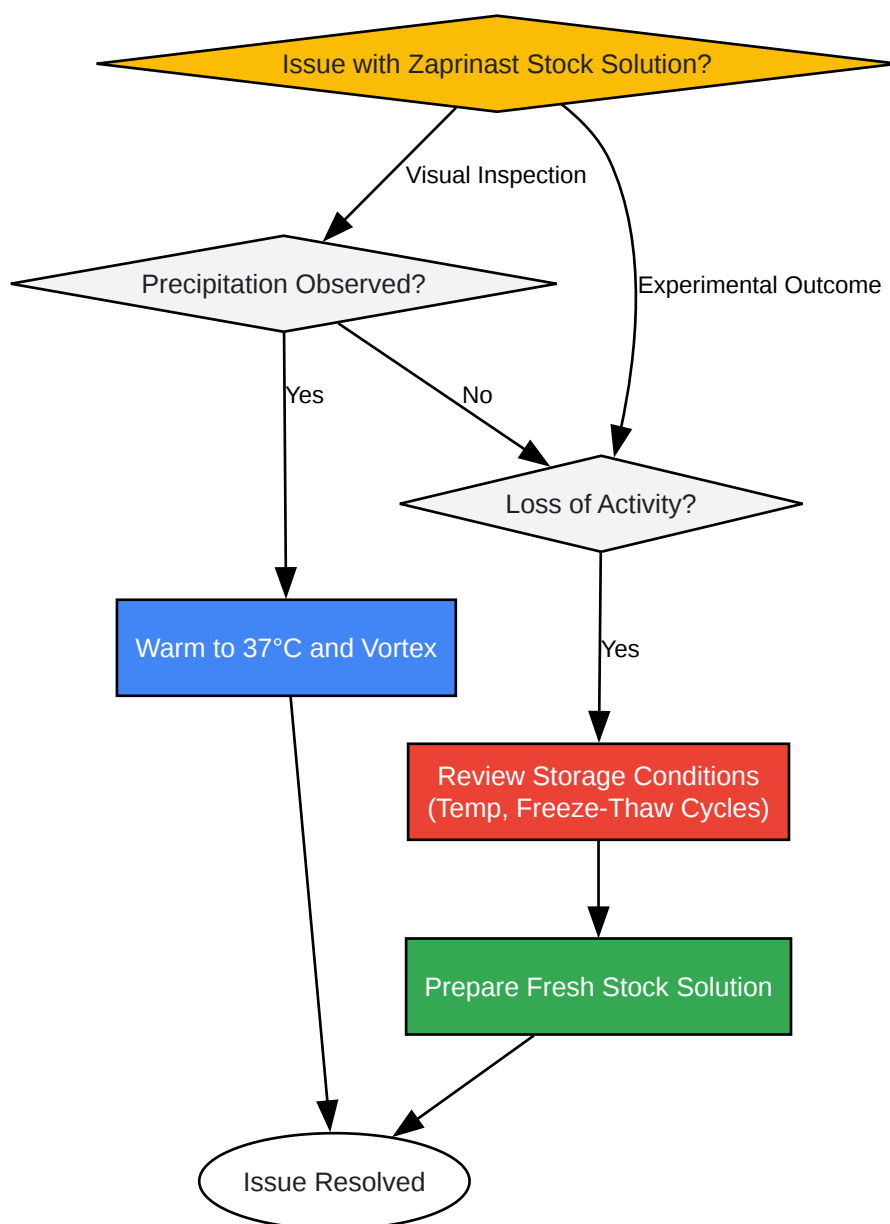 Issue with Zaprinast Stock Solution?
Visual Inspection
Precipitation Observed?
Experimental Outcome
Yes
No
Loss of Activity?
Warm to 37°C and Vortex
Yes
Review Storage Conditions
(Temp, Freeze-Thaw Cycles)
Prepare Fresh Stock Solution
Issue Resolved